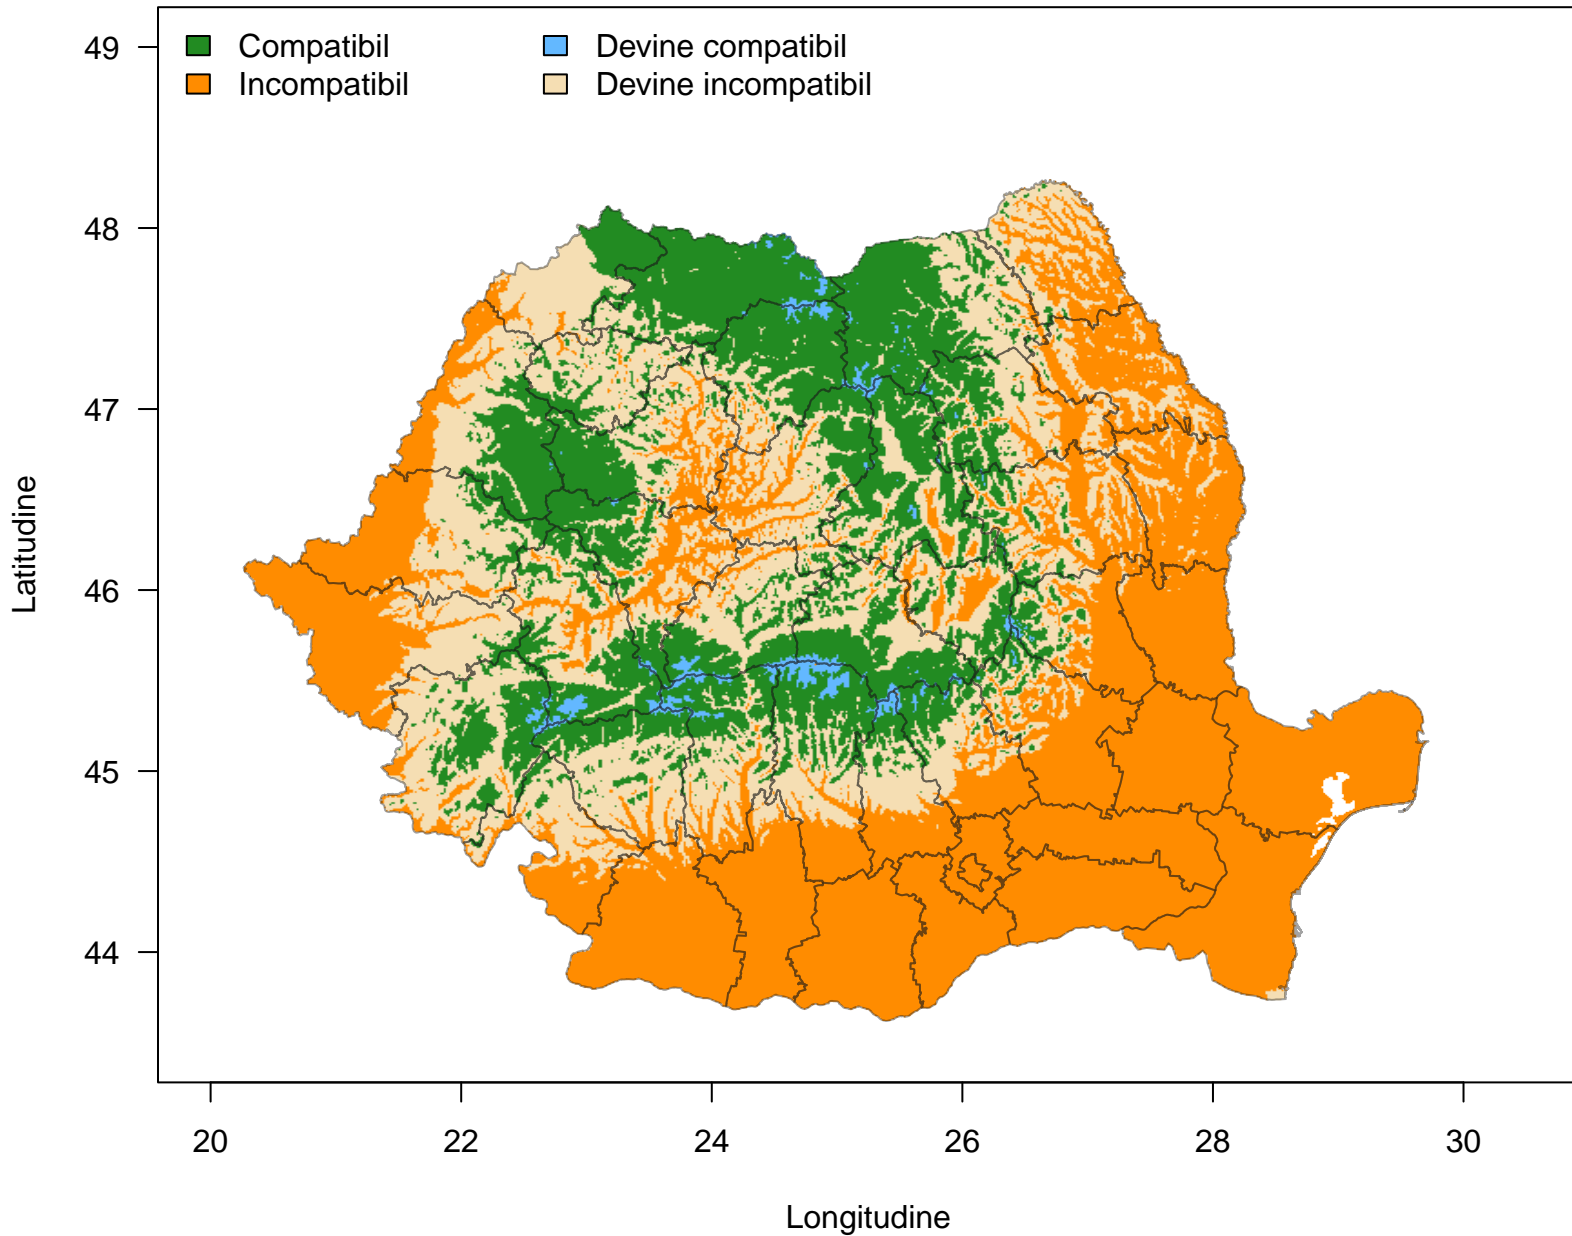 Compatibil
Incompatibil
Devine compatibil
Devine incompatibil
49
48
47
46
45
44
Latitudine
20 22 24 26 28 30
Longitudine